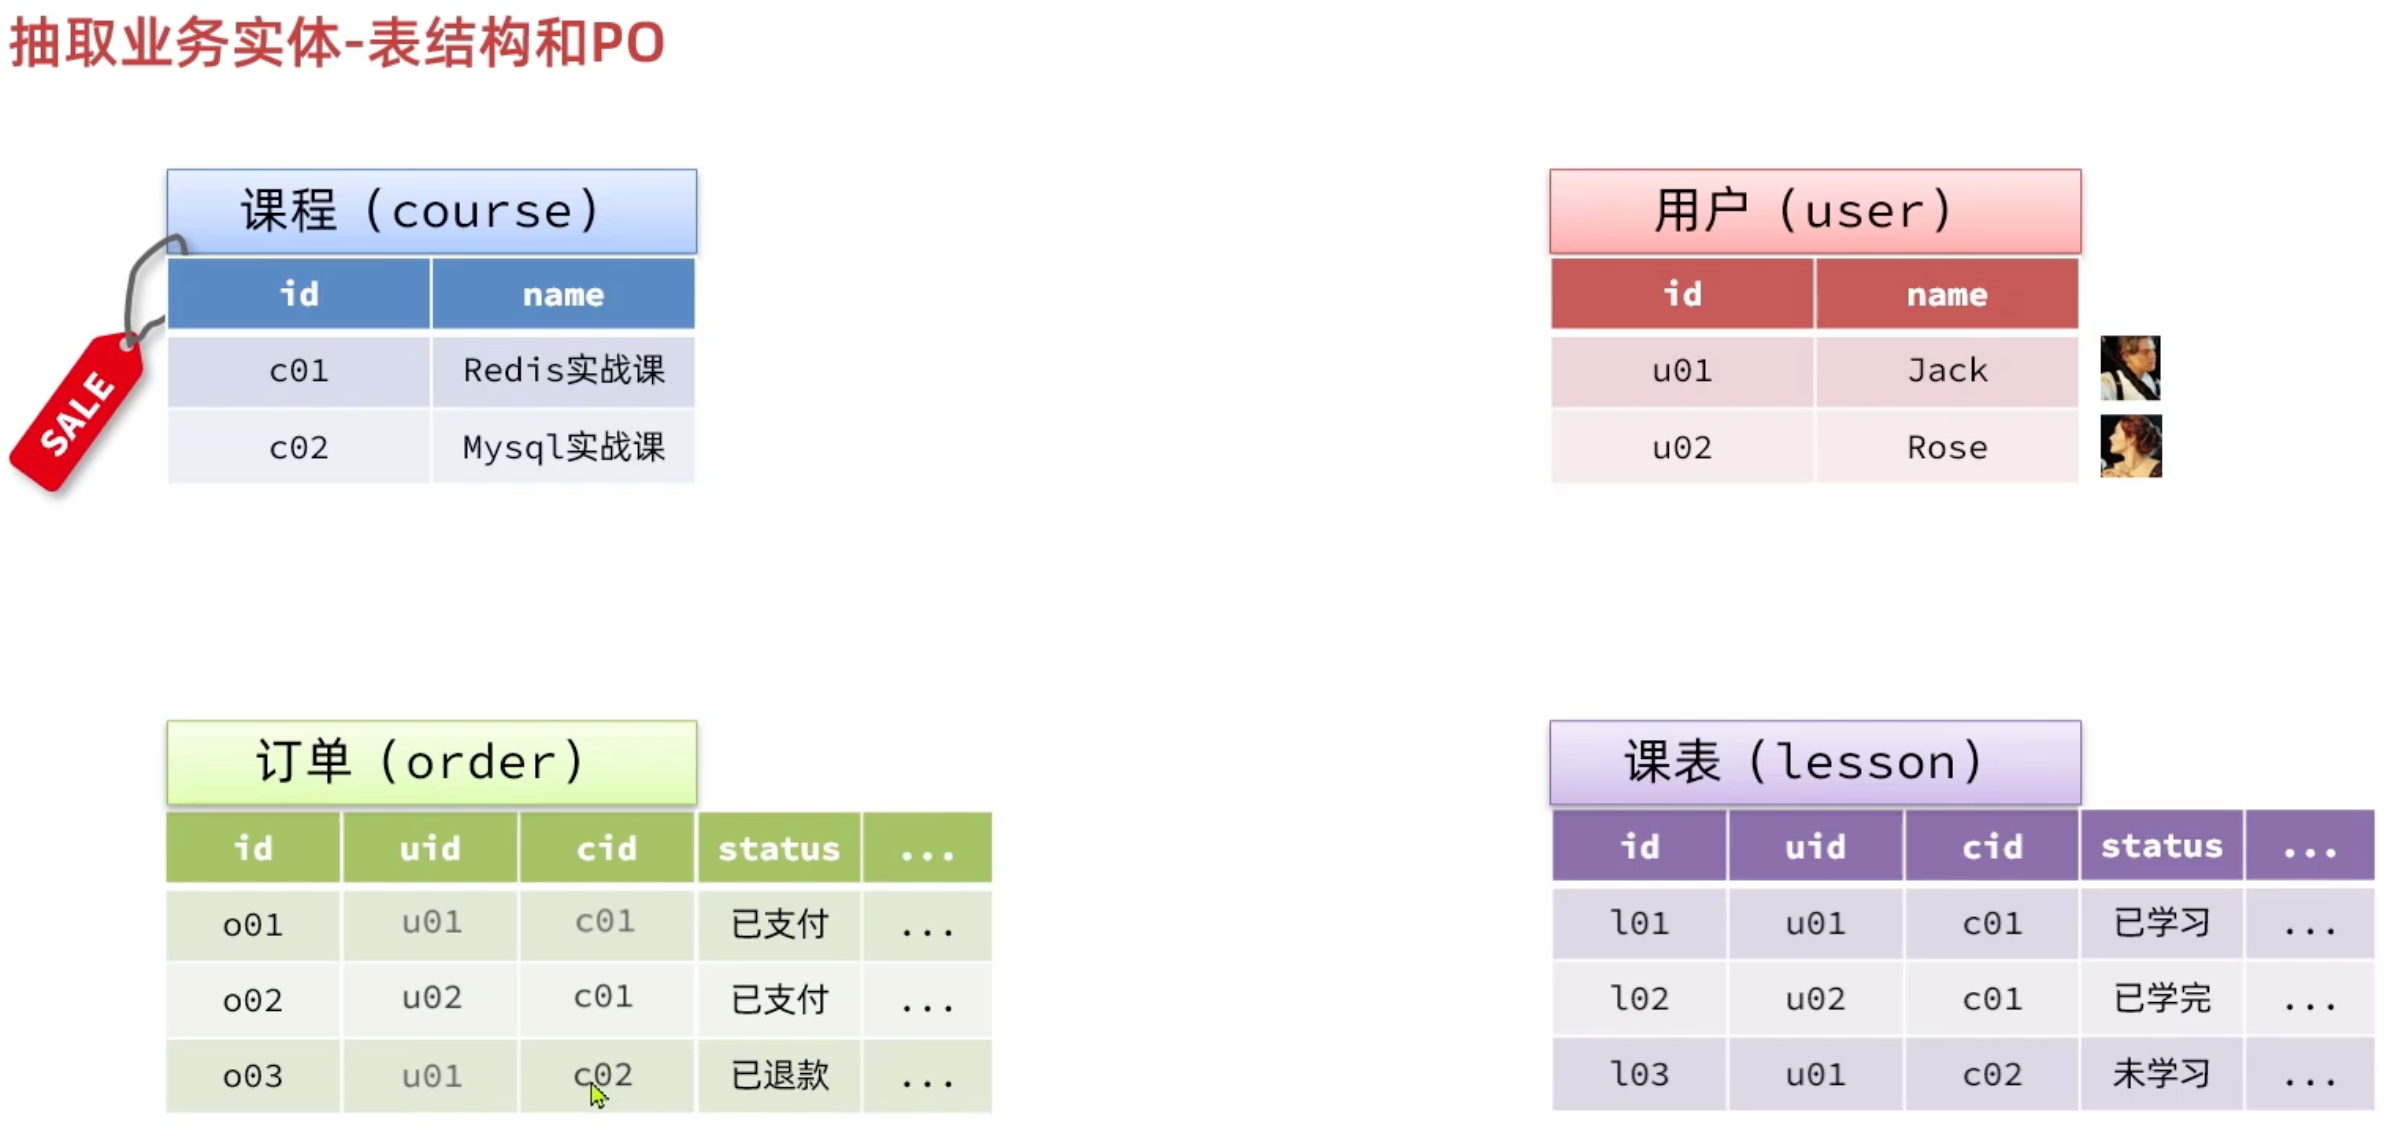 抽取业务实体-表结构和PO
课程（course）
id name
c01 Redis实战课
c02 Mysql实战课
SALE
用户（user）
id name
u01 Jack
u02 Rose
订单（order）
id uid cid status ...
o01 u01 c01 已支付 ...
o02 u02 c01 已支付 ...
o03 u01 c02 已退款 ...
课表（lesson）
id uid cid status ...
l01 u01 c01 已学习 ...
l02 u02 c01 已学完 ...
l03 u01 c02 未学习 ...